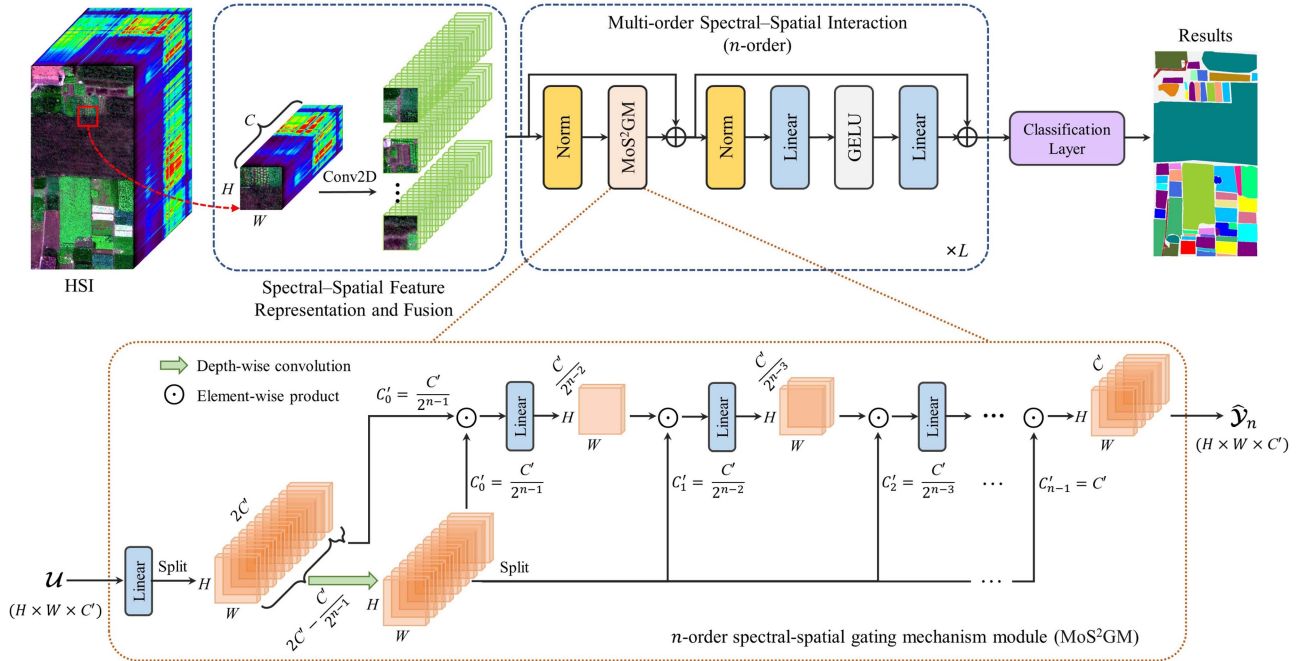 Multi-order Spectral–Spatial Interaction
(n-order)
Results
C
H
W
Conv2D
Norm
MoS²GM
Norm
Linear
GELU
Linear
Classification
Layer
×L
HSI
Spectral–Spatial Feature
Representation and Fusion
Depth-wise convolution
Element-wise product
C′₀ = C′/2ⁿ⁻¹
Linear
C′/2ⁿ⁻²
H
W
Linear
C′/2ⁿ⁻³
H
W
Linear
...
C′
H
W
𝓨̂ₙ
(H × W × C′)
C′₀ = C′/2ⁿ⁻¹
C′₁ = C′/2ⁿ⁻²
C′₂ = C′/2ⁿ⁻³
...
C′ₙ₋₁ = C′
𝓤
(H × W × C′)
Linear
Split
2C′
H
W
2C′ − C′/2ⁿ⁻¹
H
W
Split
...
n-order spectral-spatial gating mechanism module (MoS²GM)